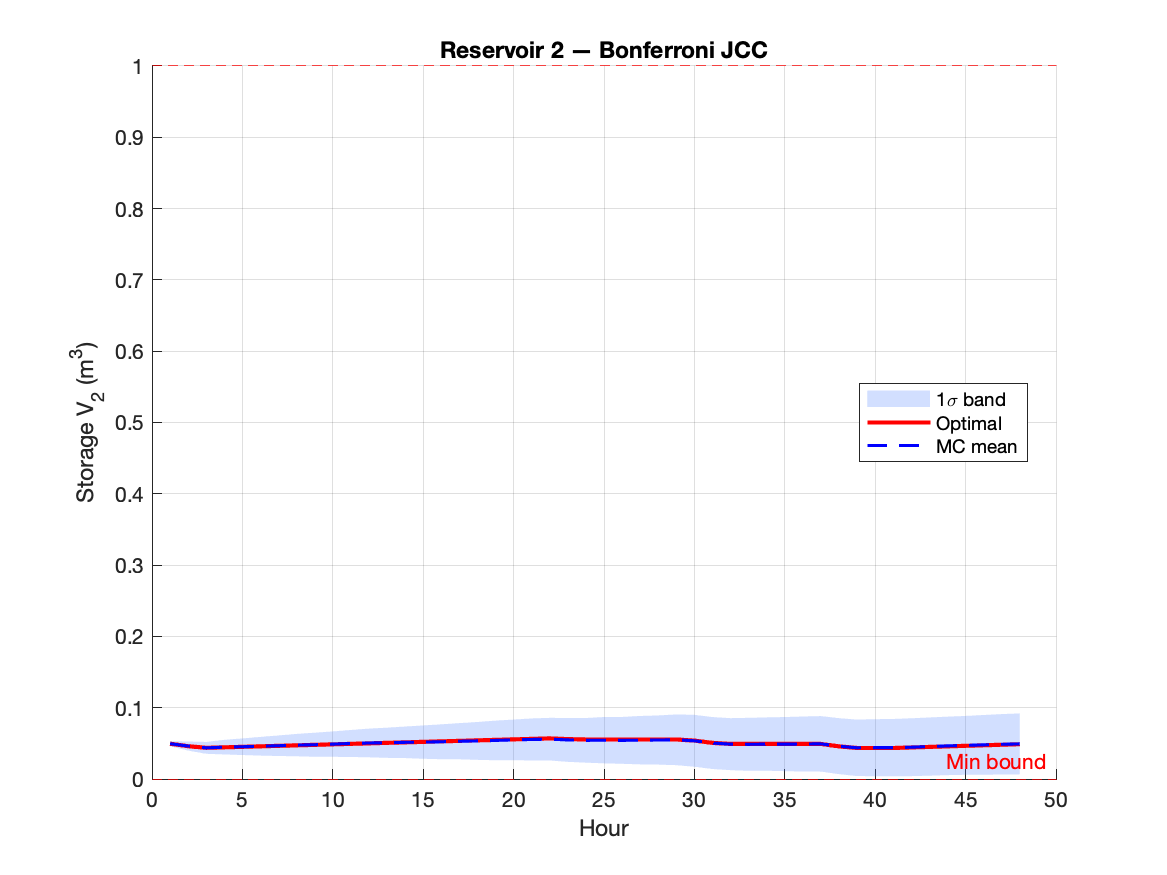 Reservoir 2 — Bonferroni JCC
1
0.9
0.8
0.7
0.6
0.5
0.4
0.3
0.2
0.1
0
Storage V₂ (m³)
1σ band
Optimal
MC mean
Min bound
0 5 10 15 20 25 30 35 40 45 50
Hour